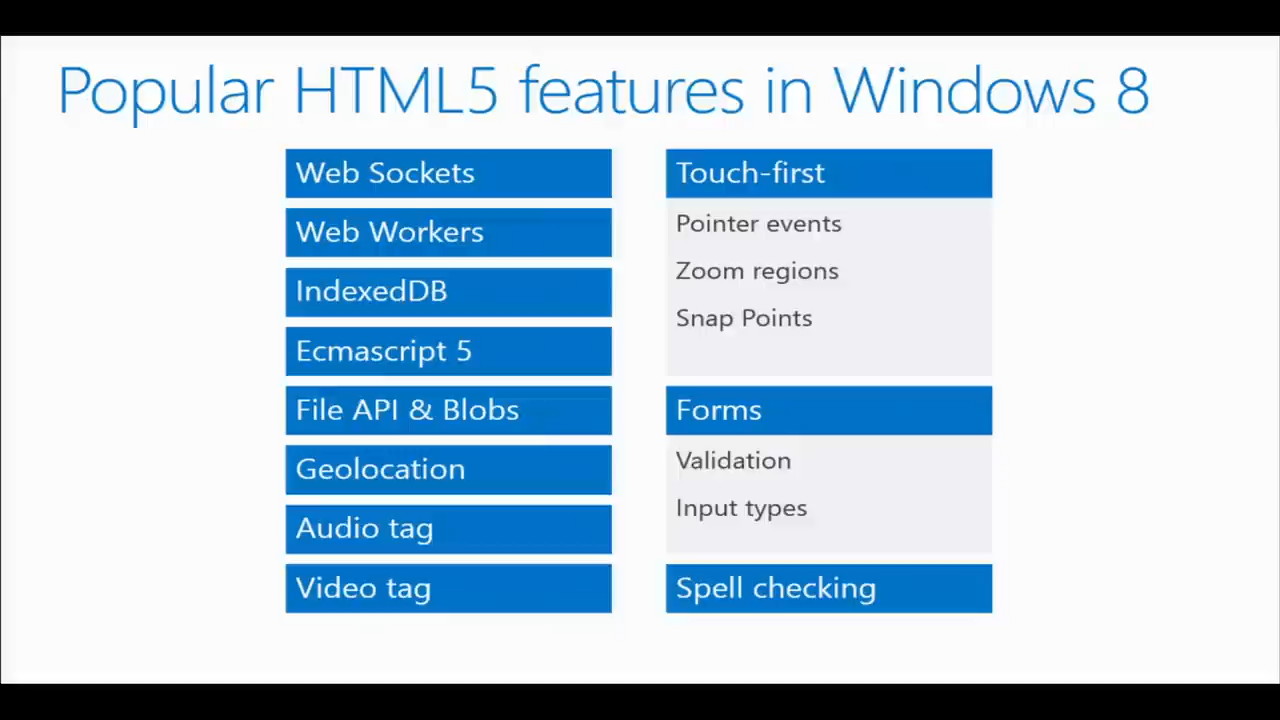 Popular HTML5 features in Windows 8
Web Sockets
Web Workers
IndexedDB
Ecmascript 5
File API & Blobs
Geolocation
Audio tag
Video tag
Touch-first
Pointer events
Zoom regions
Snap Points
Forms
Validation
Input types
Spell checking